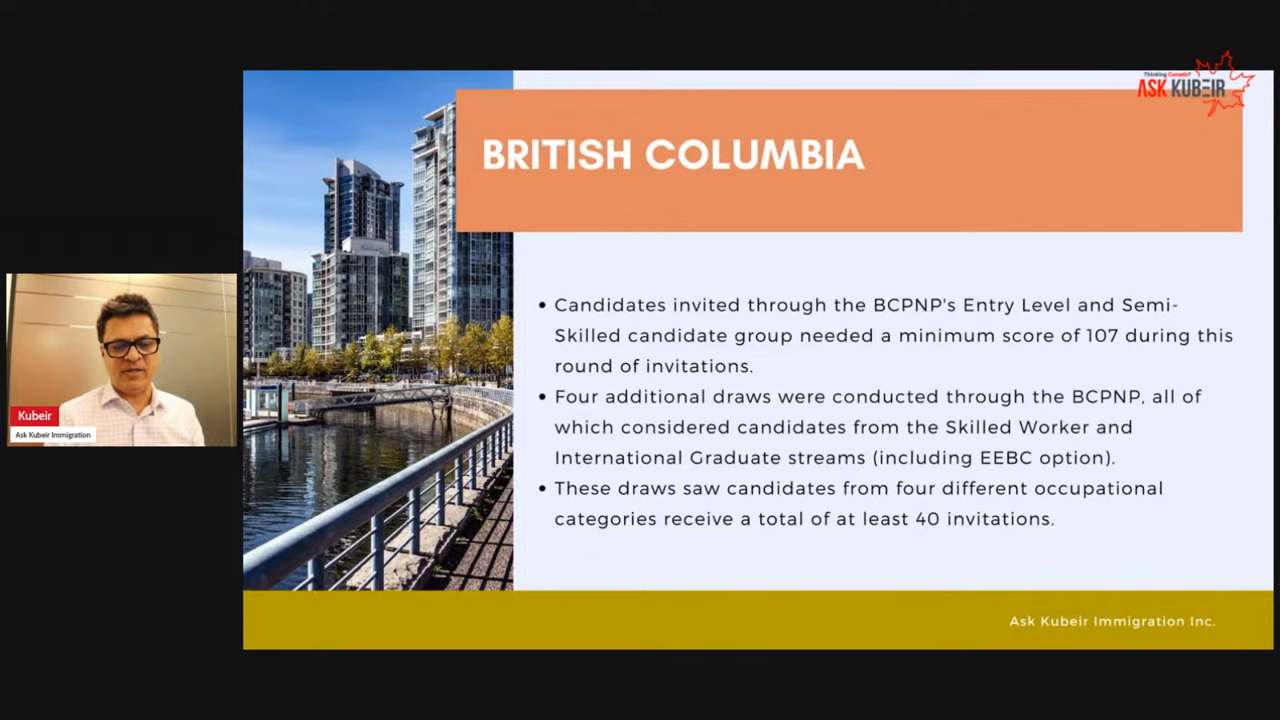 Thinking Canada?
ASK KUBEIR
BRITISH COLUMBIA
• Candidates invited through the BCPNP's Entry Level and Semi-
Skilled candidate group needed a minimum score of 107 during this
round of invitations.
• Four additional draws were conducted through the BCPNP, all of
which considered candidates from the Skilled Worker and
International Graduate streams (including EEBC option).
• These draws saw candidates from four different occupational
categories receive a total of at least 40 invitations.
Kubeir
Ask Kubeir Immigration
Ask Kubeir Immigration Inc.